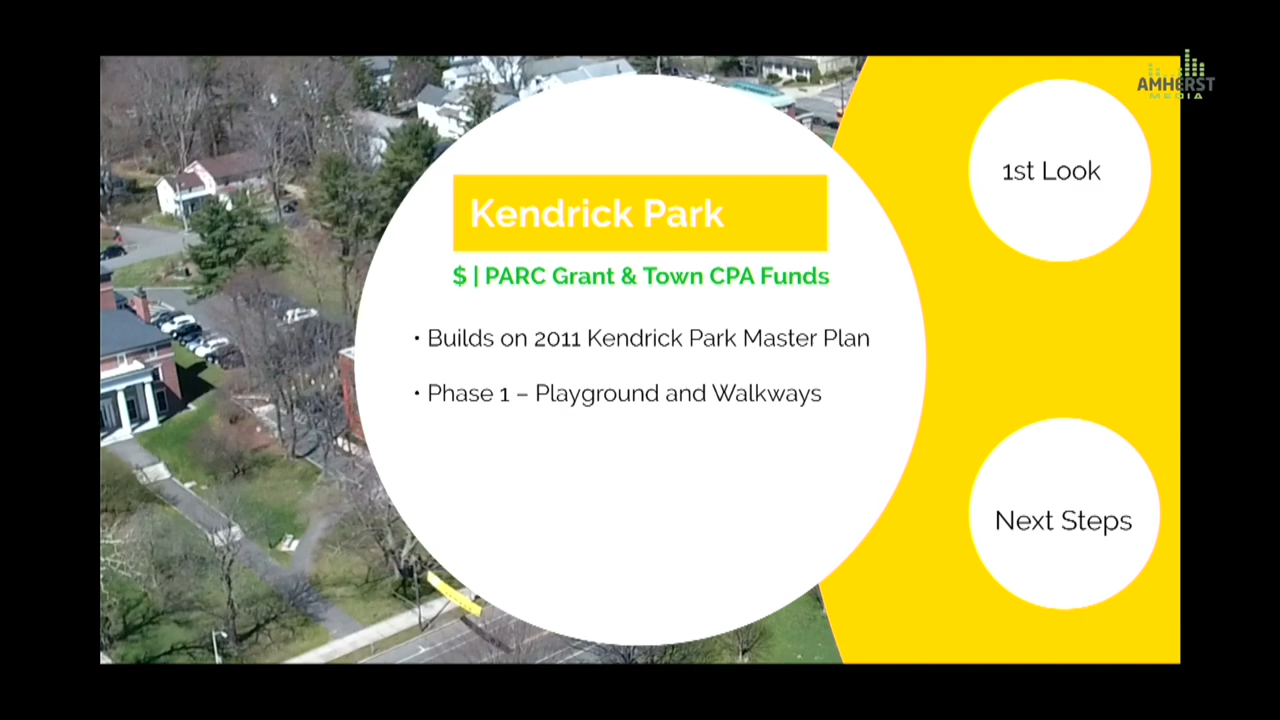 AMHERST
MEDIA
1st Look
Kendrick Park
$ | PARC Grant & Town CPA Funds
• Builds on 2011 Kendrick Park Master Plan
• Phase 1 – Playground and Walkways
Next Steps